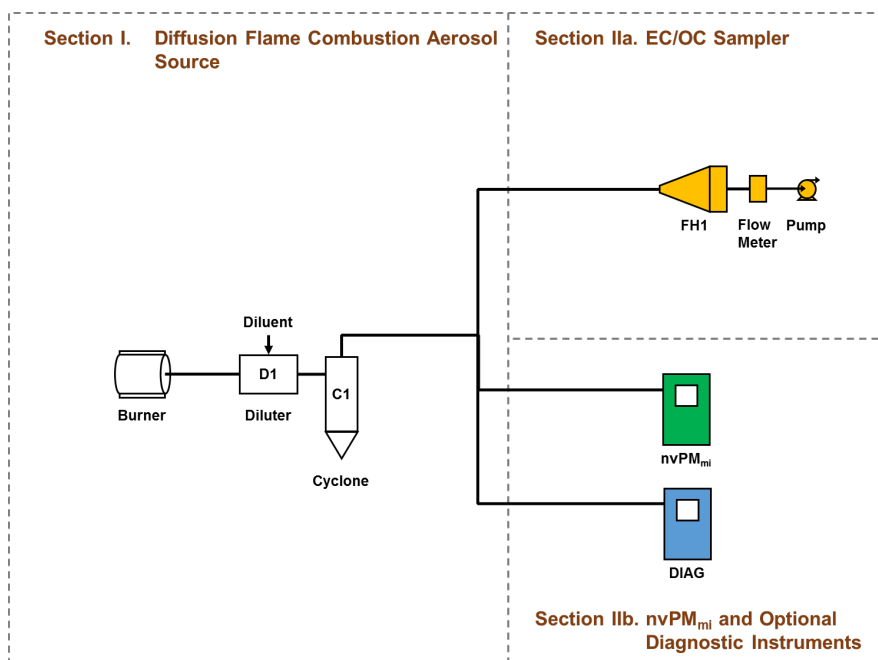 Section I. Diffusion Flame Combustion Aerosol
Source
Section IIa. EC/OC Sampler
FH1
Flow
Meter
Pump
Diluent
D1
C1
Burner
Diluter
Cyclone
nvPMmi
DIAG
Section IIb. nvPMmi and Optional
Diagnostic Instruments